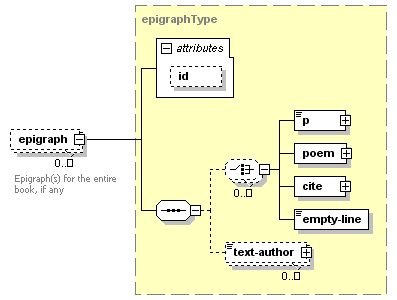 epigraphType
attributes
id
epigraph
0..□
Epigraph(s) for the entire
book, if any
p
poem
0..□
cite
empty-line
text-author
0..□